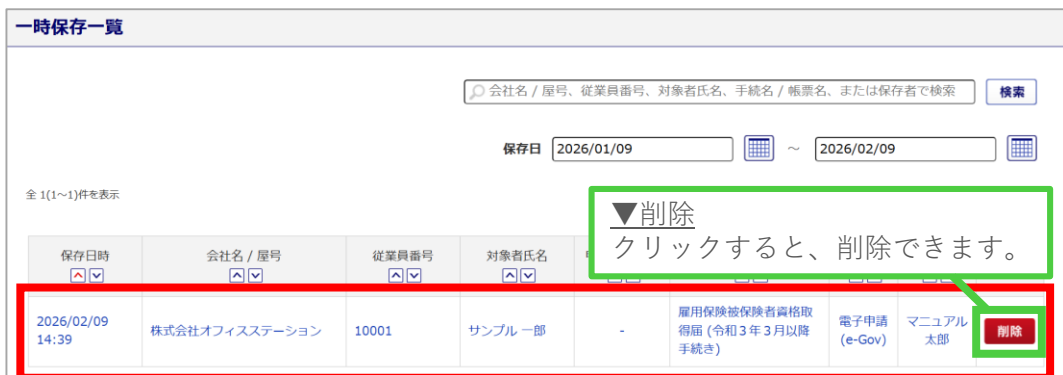 一時保存一覧
会社名 / 屋号、従業員番号、対象者氏名、手続名 / 帳票名、または保存者で検索
検索
保存日 2026/01/09 ～ 2026/02/09
全 1(1～1)件を表示
▼削除
クリックすると、削除できます。
保存日時 会社名 / 屋号 従業員番号 対象者氏名
2026/02/09
14:39
株式会社オフィスステーション
10001
サンプル 一郎
-
雇用保険被保険者資格取
得届 (令和３年３月以降
手続き)
電子申請
(e-Gov)
マニュアル
太郎
削除